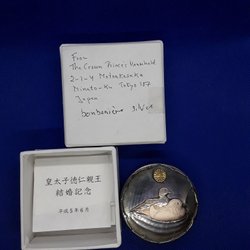 From
The Crown Prince's Household
2-1-4 Motoakasaka
Minato-Ku Tokyo 107
Japan
bonbonière
皇太子徳仁親王
結婚記念
平成5年6月